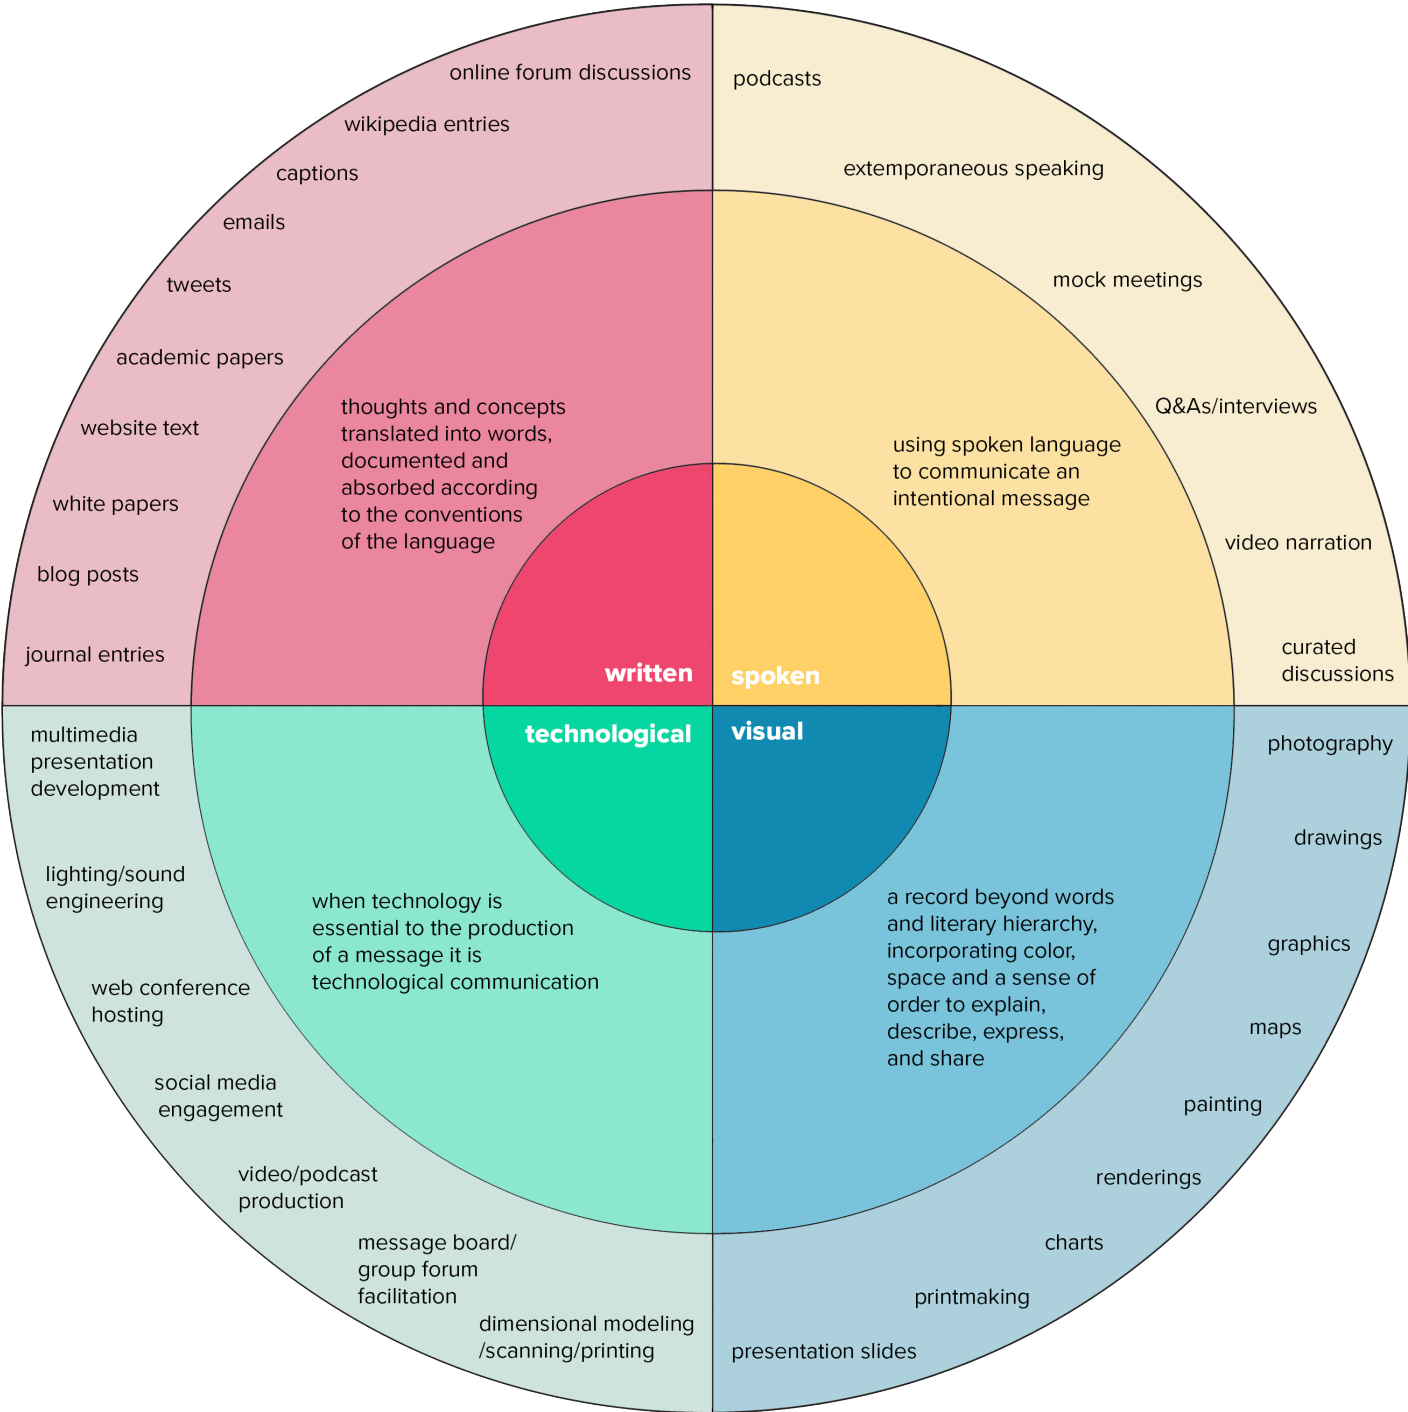 online forum discussions
wikipedia entries
captions
emails
tweets
academic papers
website text
white papers
blog posts
journal entries
thoughts and concepts
translated into words,
documented and
absorbed according
to the conventions
of the language
written
podcasts
extemporaneous speaking
mock meetings
Q&As/interviews
video narration
curated
discussions
using spoken language
to communicate an
intentional message
spoken
technological
when technology is
essential to the production
of a message it is
technological communication
multimedia
presentation
development
lighting/sound
engineering
web conference
hosting
social media
engagement
video/podcast
production
message board/
group forum
facilitation
dimensional modeling
/scanning/printing
visual
a record beyond words
and literary hierarchy,
incorporating color,
space and a sense of
order to explain,
describe, express,
and share
photography
drawings
graphics
maps
painting
renderings
charts
printmaking
presentation slides